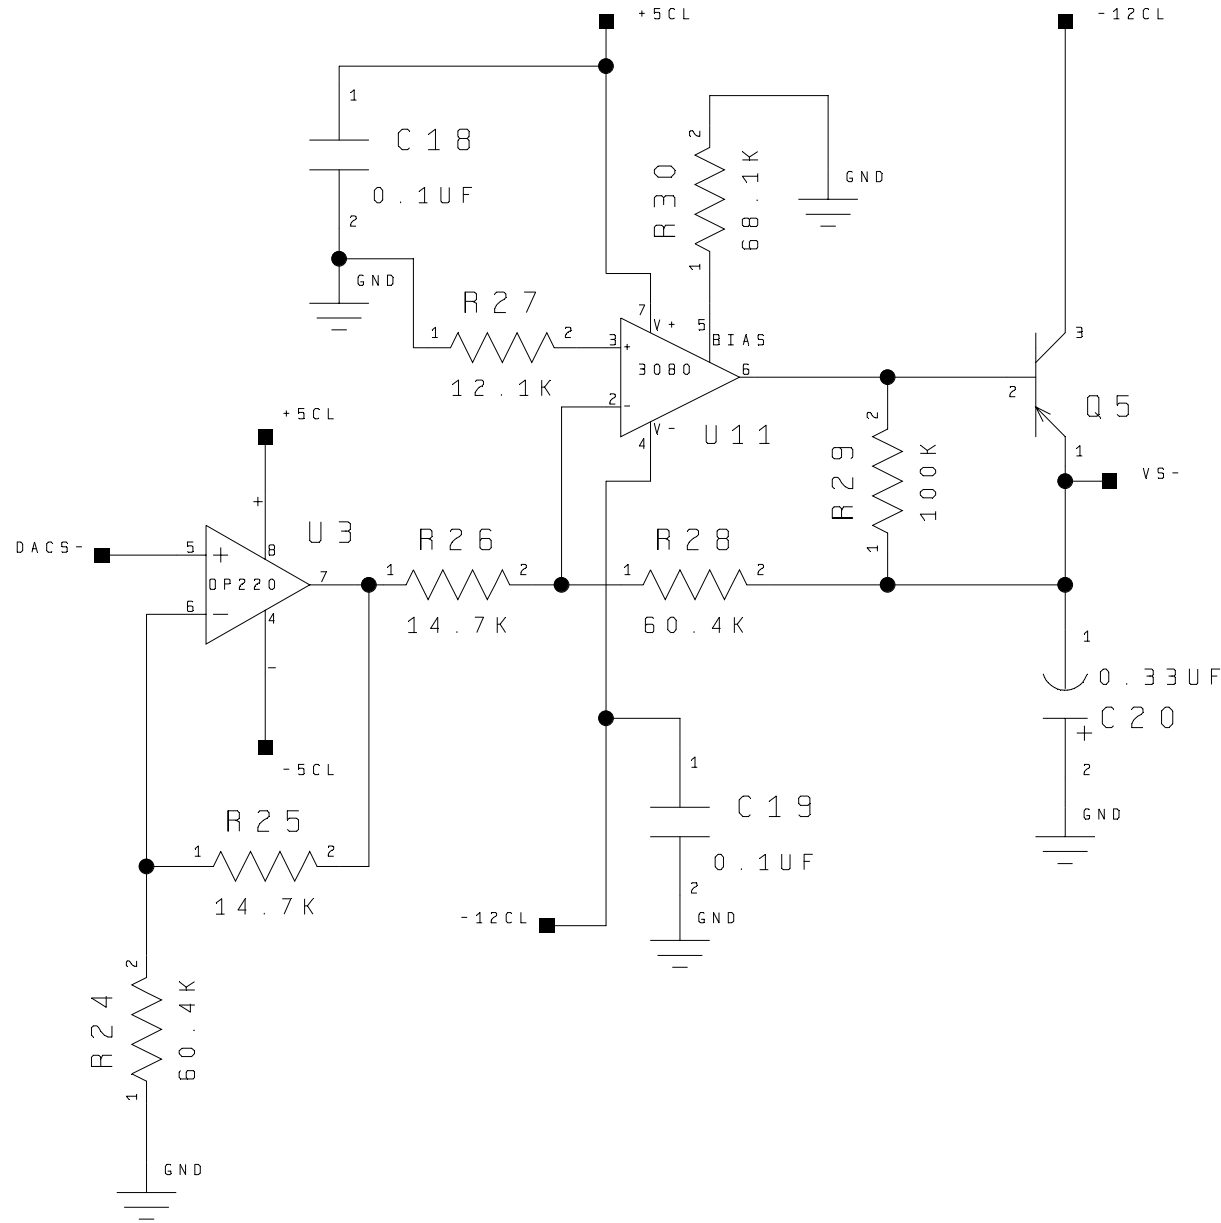 +5CL
-12CL
1
C18
0.1UF
2
GND
2
R30
68.1K
1
GND
R27
1
2
12.1K
7
V+
5
BIAS
3
+
3080
6
2
-
V-
4
U11
3
2
Q5
1
VS-
2
R29
100K
1
+5CL
+
DACS-
5
+
8
U3
OP220
7
6
-
4
-
-5CL
R26
1
2
14.7K
R28
1
2
60.4K
1
0.33UF
C20
+
2
GND
R25
1
2
14.7K
1
C19
0.1UF
2
GND
-12CL
2
R24
60.4K
1
GND